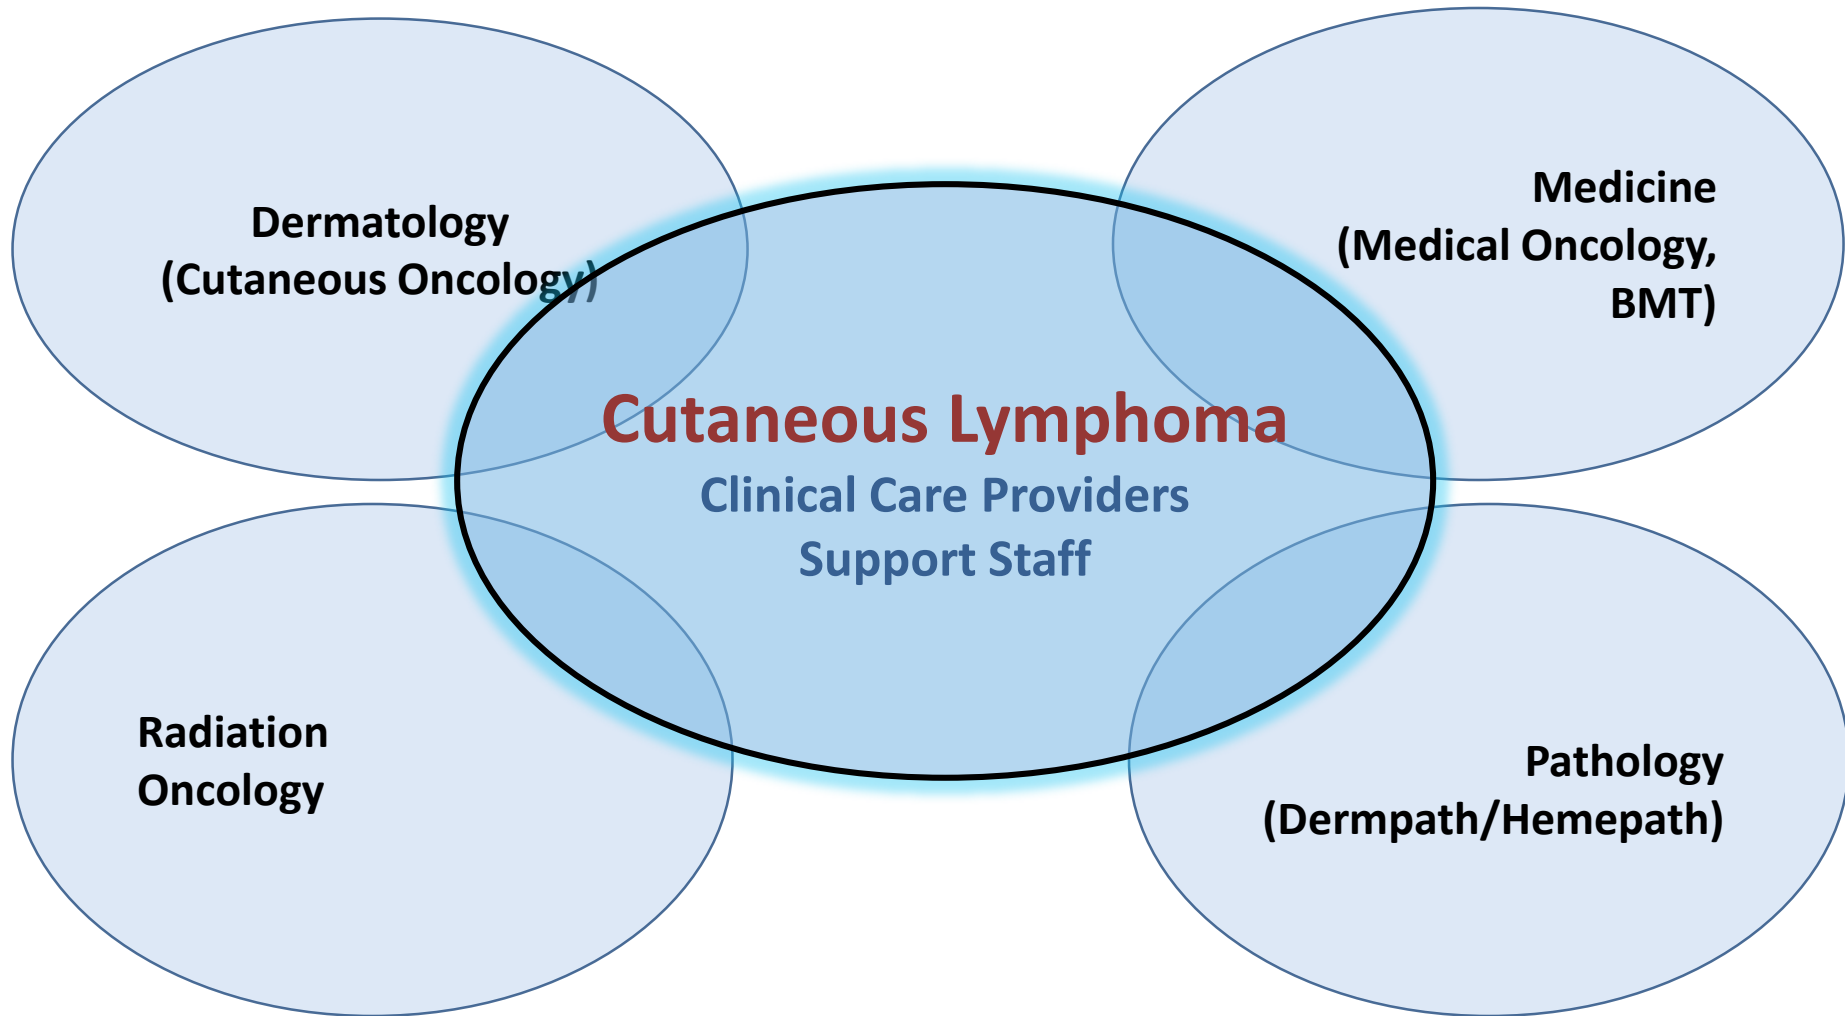 Dermatology
(Cutaneous Oncology)
Medicine
(Medical Oncology,
BMT)
Cutaneous Lymphoma
Clinical Care Providers
Support Staff
Radiation
Oncology
Pathology
(Dermpath/Hemepath)